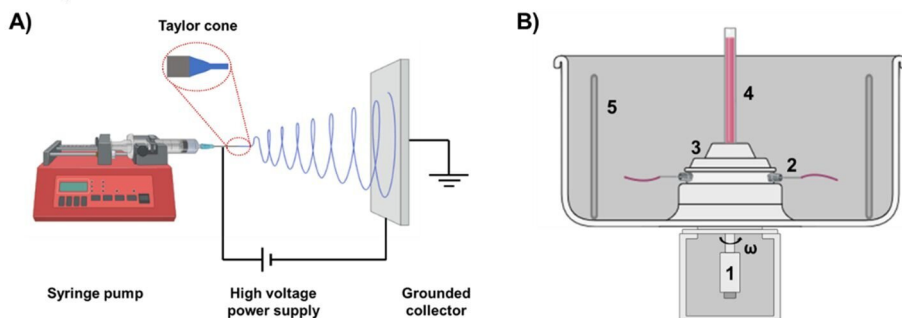 A)
Taylor cone
Syringe pump
High voltage
power supply
Grounded
collector
B)
5
4
3
2
ω
1